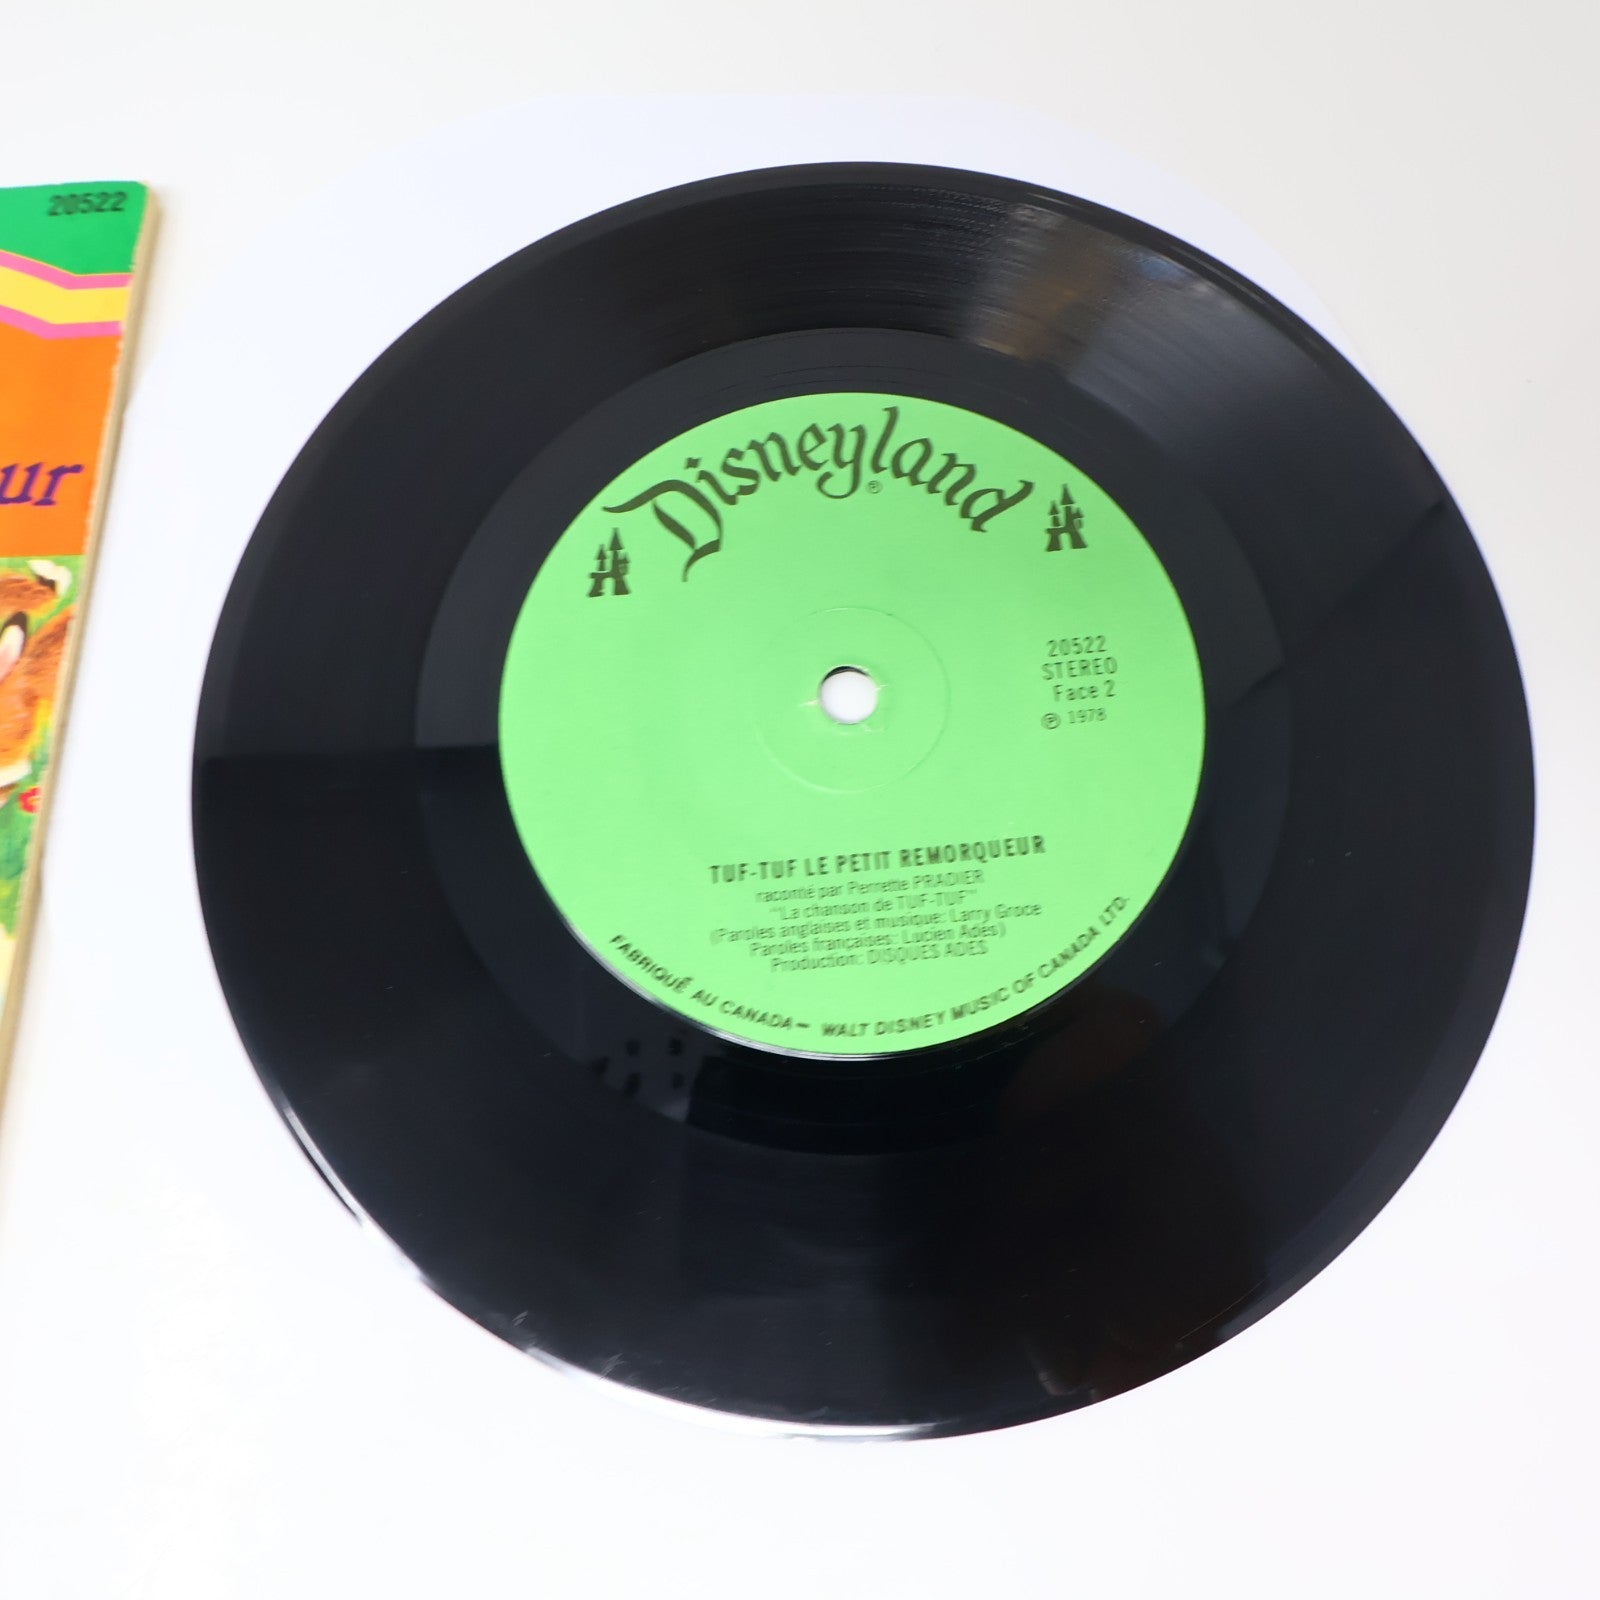 20522
ur
Disneyland
®
20522
STEREO
Face 2
℗ 1978
TUF-TUF LE PETIT REMORQUEUR
raconté par Perrette PRADIER
"La chanson de TUF-TUF"
(Paroles anglaises et musique: Larry Groce
Paroles françaises: Lucien Ades)
Production: DISQUES ADES
FABRIQUÉ AU CANADA – WALT DISNEY MUSIC OF CANADA LTD.